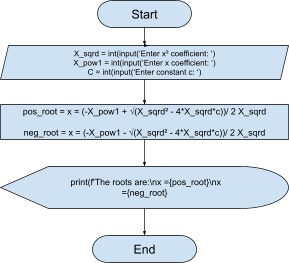 Start
X_sqrd = int(input('Enter x² coefficient: ')
X_pow1 = int(input('Enter x coefficient: ')
C = int(input('Enter constant c: ')
pos_root = x = (-X_pow1 + √(X_sqrd² - 4*X_sqrd*c))/ 2 X_sqrd
neg_root = x = (-X_pow1 - √(X_sqrd² - 4*X_sqrd*c))/ 2 X_sqrd
print(f"The roots are:\nx ={pos_root}\nx
={neg_root}
End